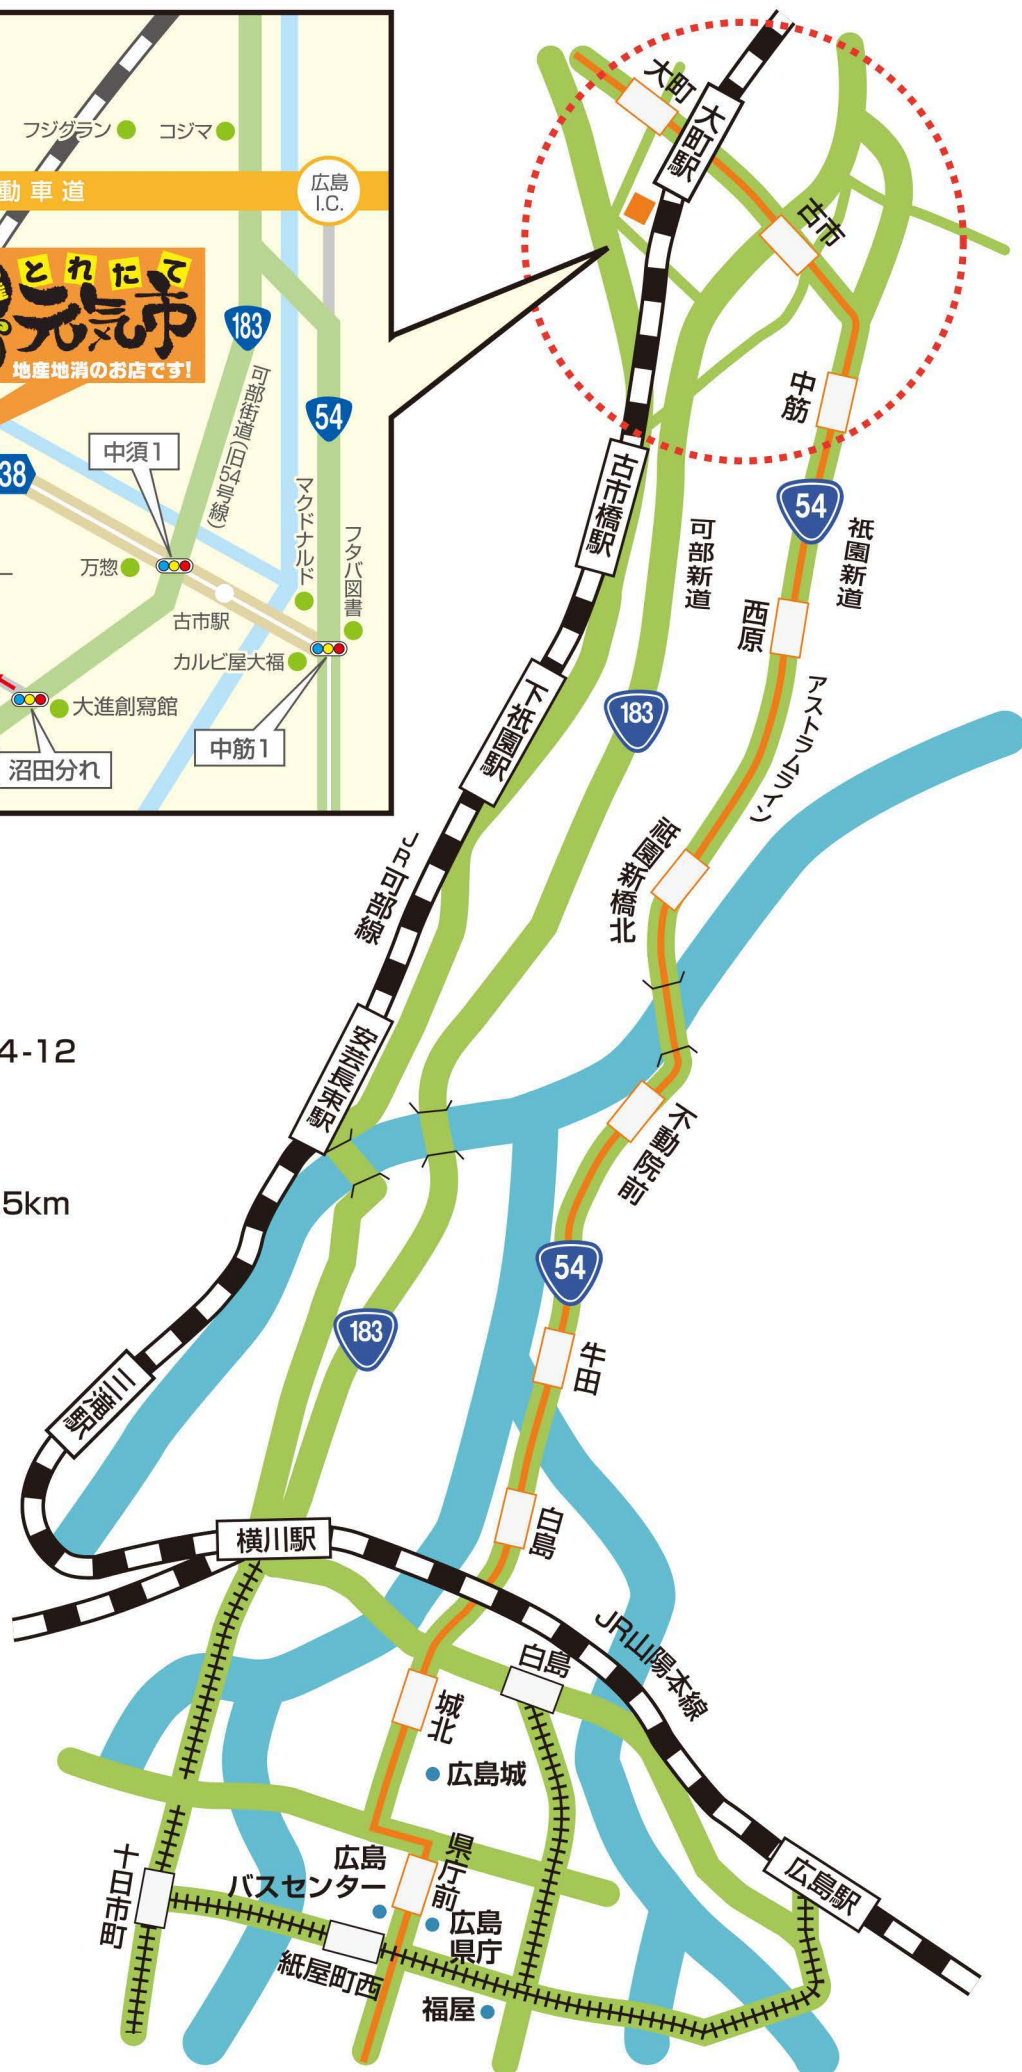 フジグラン
コジマ
動車道
広島
I.C.
とれたて
元気市
地産地消のお店です!
183
可部街道(旧54号線)
54
38
中須1
マクドナルド
フタバ図書
万惣
古市駅
カルビ屋大福
大進創寫館
中筋1
沼田分れ
大町
大町駅
古市
中筋
古市橋駅
54
可部新道
祇園新道
西原
183
下祇園駅
アストラムライン
祇園新橋北
JR可部線
4-12
安芸長束駅
不動院前
5km
54
183
牛田
三滝駅
白島
横川駅
JR山陽本線
白島
城北
広島城
県庁前
広島
バスセンター
広島駅
十日市町
広島
県庁
紙屋町西
福屋